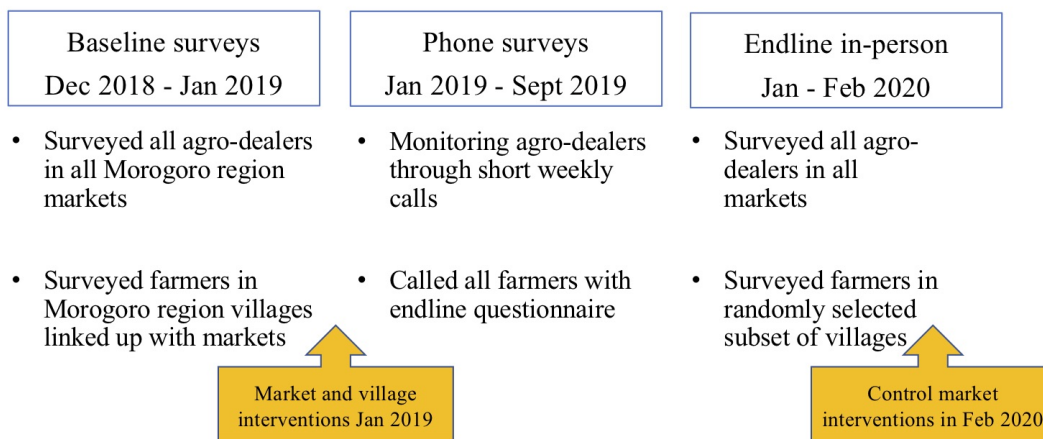 Baseline surveys
Dec 2018 - Jan 2019
• Surveyed all agro-dealers
in all Morogoro region
markets
• Surveyed farmers in
Morogoro region villages
linked up with markets
Phone surveys
Jan 2019 - Sept 2019
• Monitoring agro-dealers
through short weekly
calls
• Called all farmers with
endline questionnaire
Endline in-person
Jan - Feb 2020
• Surveyed all agro-
dealers in all
markets
• Surveyed farmers in
randomly selected
subset of villages
Market and village
interventions Jan 2019
Control market
interventions in Feb 2020